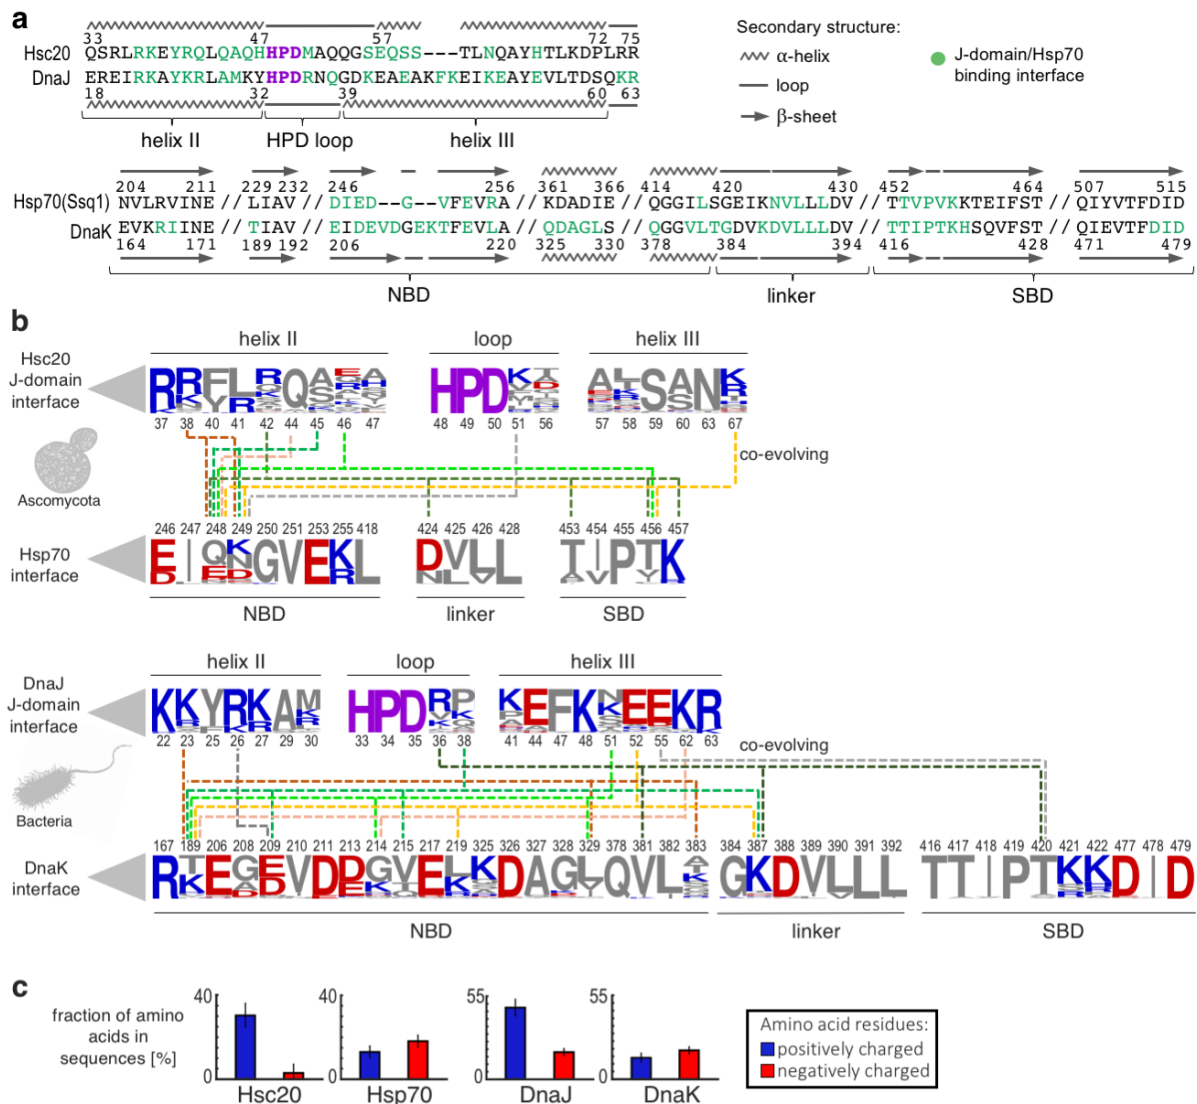 a
33 47 57 72 75
Hsc20 QSRLRKEYRQLQAQHHPDMAQQGSEQSS---TLNQAYHTLKDPLRR
DnaJ EREIRKAYKRLAMKYHPDRNQGDKEAEAKFKEIKEAYEVLTDSQKR
18 32 39 60 63
helix II HPD loop helix III
Secondary structure:
α-helix
loop
β-sheet
J-domain/Hsp70
binding interface
204 211 229 232 246 256 361 366 414 420 430 452 464 507 515
Hsp70(Ssq1) NVLRVINE // LIAV // DIED--G--VFEVRA // KDADIE // QGGILSGEIKNVLLLDV // TTVPVKKTEIFST // QIYVTFDID
DnaK EVKRIINE // TIAV // EIDEVDGEKTFEVLA // QDAGLS // QGGVLTGDVKDVLLLDV // TTIPTKHSQVFST // QIEVTFDID
164 171 189 192 206 220 325 330 378 384 394 416 428 471 479
NBD linker SBD
b
helix II loop helix III
Hsc20
J-domain
interface
37 38 40 41 42 44 45 46 47 48 49 50 51 56 57 58 59 60 63 67
co-evolving
Ascomycota
246 247 248 249 250 251 253 255 418 424 425 426 428 453 454 455 456 457
Hsp70
interface
NBD linker SBD
helix II loop helix III
DnaJ
J-domain
interface
22 23 25 26 27 29 30 33 34 35 36 38 41 44 47 48 51 52 55 62 63
co-evolving
Bacteria
167 189 206 208 209 210 211 213 214 215 217 219 325 326 327 328 329 378 381 382 383 384 387 388 389 390 391 392 416 417 418 419 420 421 422 477 478 479
DnaK
interface
NBD linker SBD
c
fraction of amino
acids in
sequences [%]
40 0 Hsc20
40 0 Hsp70
55 0 DnaJ
55 0 DnaK
Amino acid residues:
positively charged
negatively charged